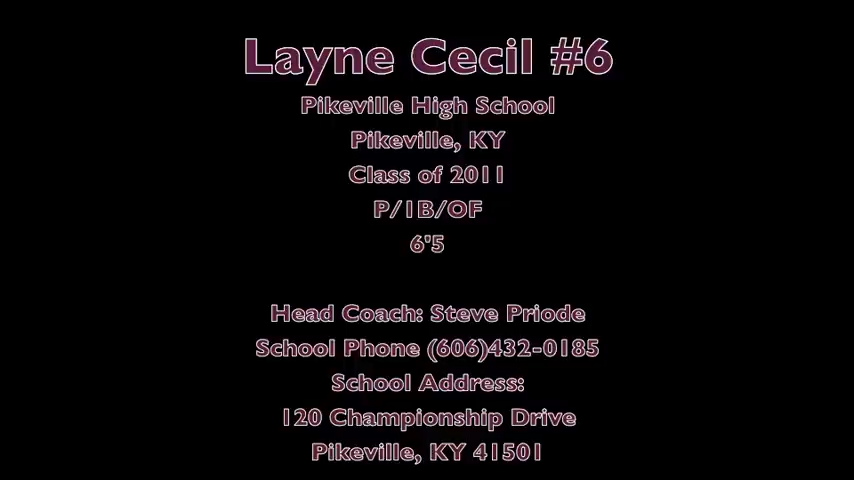 Layne Cecil #6
Pikeville High School
Pikeville, KY
Class of 2011
P/1B/OF
6'5
Head Coach: Steve Priode
School Phone (606)432-0185
School Address:
120 Championship Drive
Pikeville, KY 41501